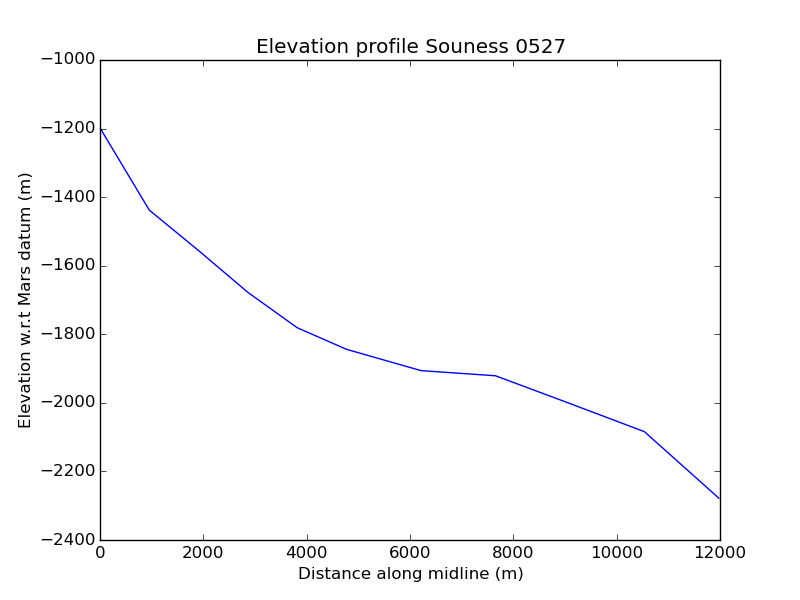 Elevation profile Souness 0527
−1000
−1200
−1400
−1600
−1800
−2000
−2200
−2400
Elevation w.r.t Mars datum (m)
0 2000 4000 6000 8000 10000 12000
Distance along midline (m)